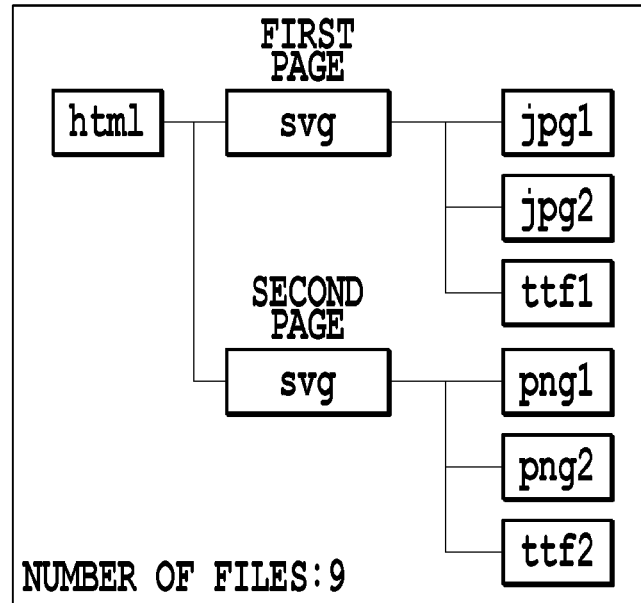 FIRST
PAGE
html
svg
jpg1
jpg2
ttf1
SECOND
PAGE
svg
png1
png2
ttf2
NUMBER OF FILES:9